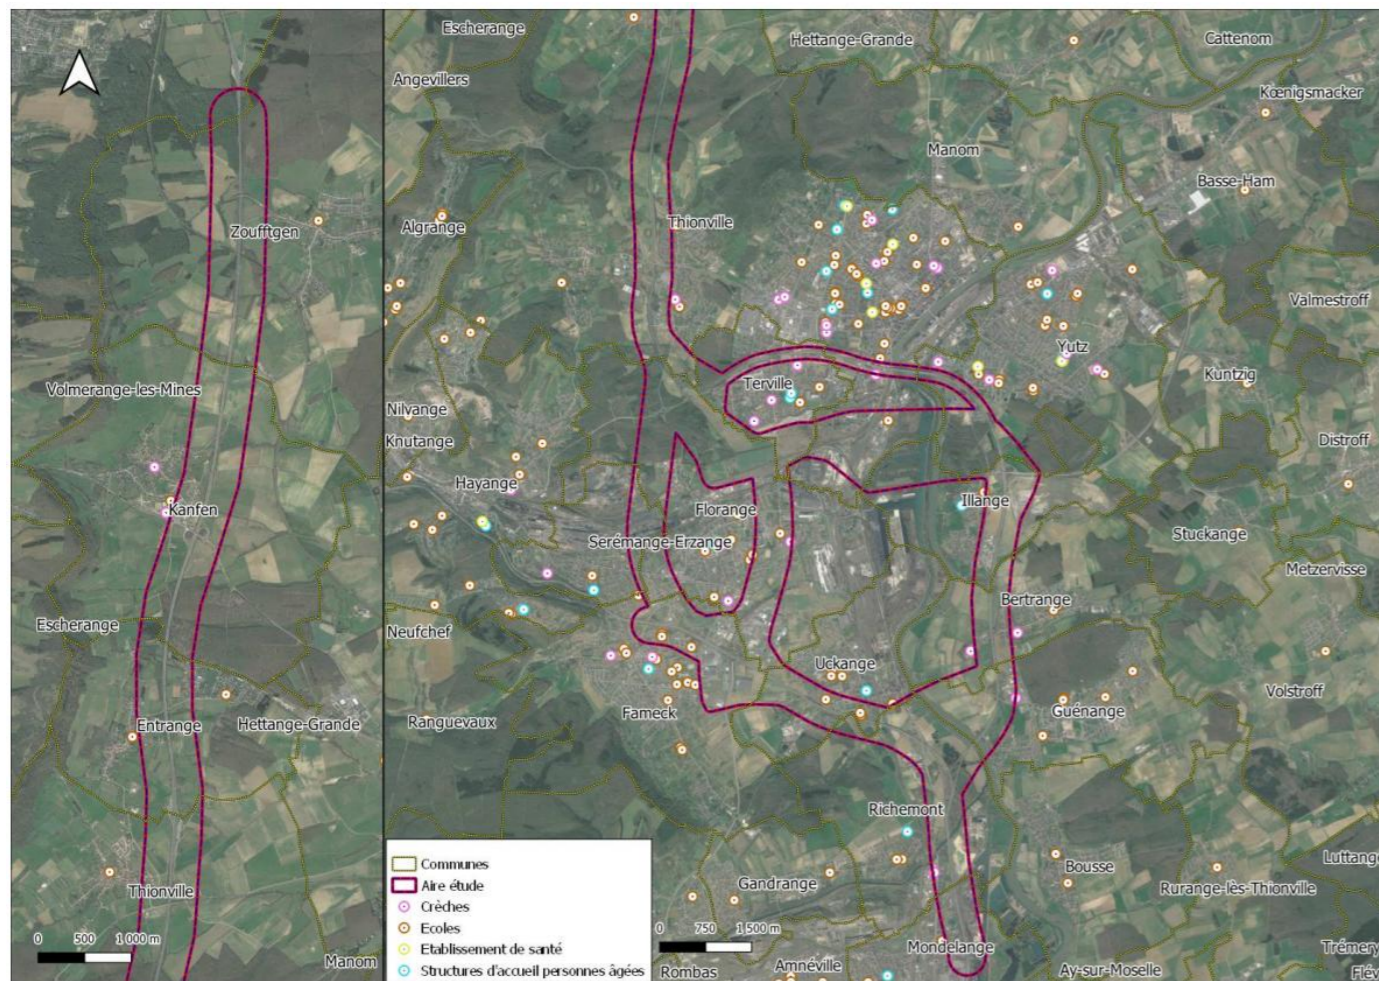 Zoufftgen
Volmerange-les-Mines
Kanfen
Escherange
Entrange
Hettange-Grande
Thionville
Manom
0 500 1 000 m
Escherange
Hettange-Grande
Cattenom
Angevillers
Kœnigsmacker
Manom
Basse-Ham
Algrange
Thionville
Valmestroff
Yutz
Terville
Kuntzig
Nilvange
Knutange
Distroff
Hayange
Florange
Illange
Serémange-Erzange
Stuckange
Metzervisse
Bertrange
Neufchef
Uckange
Volstroff
Ranguevaux
Fameck
Guénange
Richemont
Bousse
Luttange
Gandrange
Rurange-lès-Thionville
Mondelange
Trémery
Rombas
Amnéville
Ay-sur-Moselle
Flév
Communes
Aire étude
Crèches
Ecoles
Etablissement de santé
Structures d'accueil personnes âgées
0 750 1 500 m